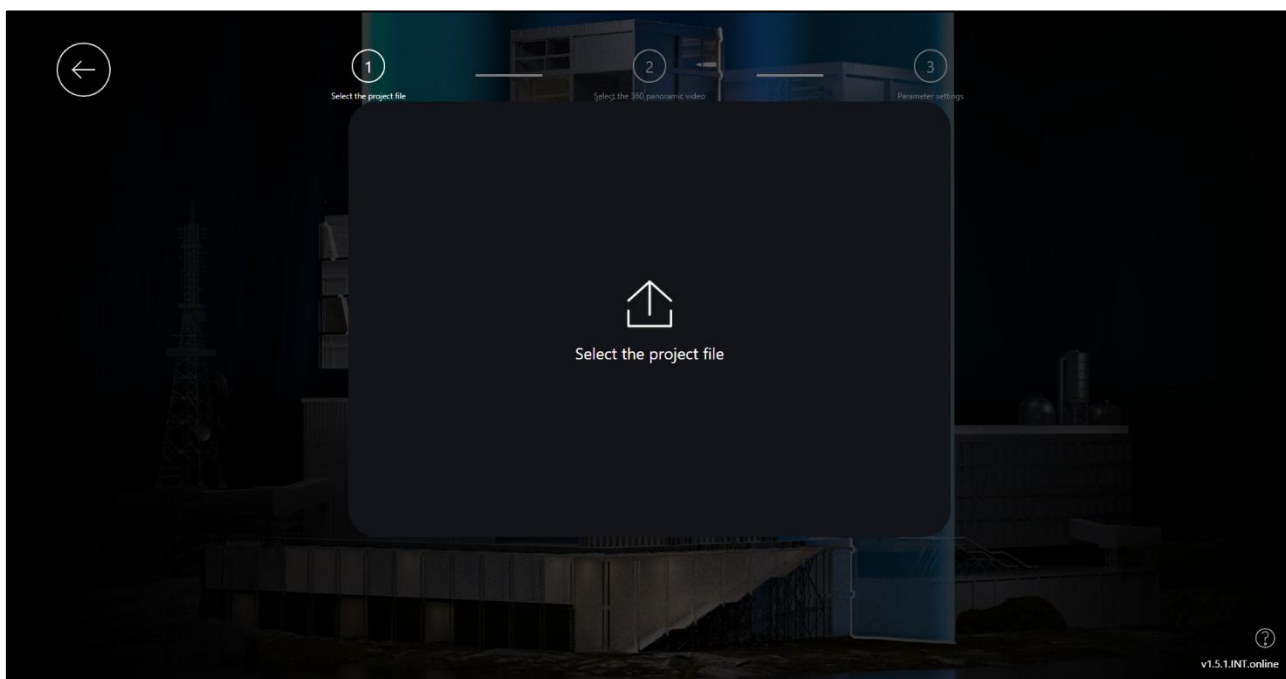 1
2
3
Select the project file
Select the 360 panoramic video
Parameter settings
Select the project file
?
v1.5.1.INT.online